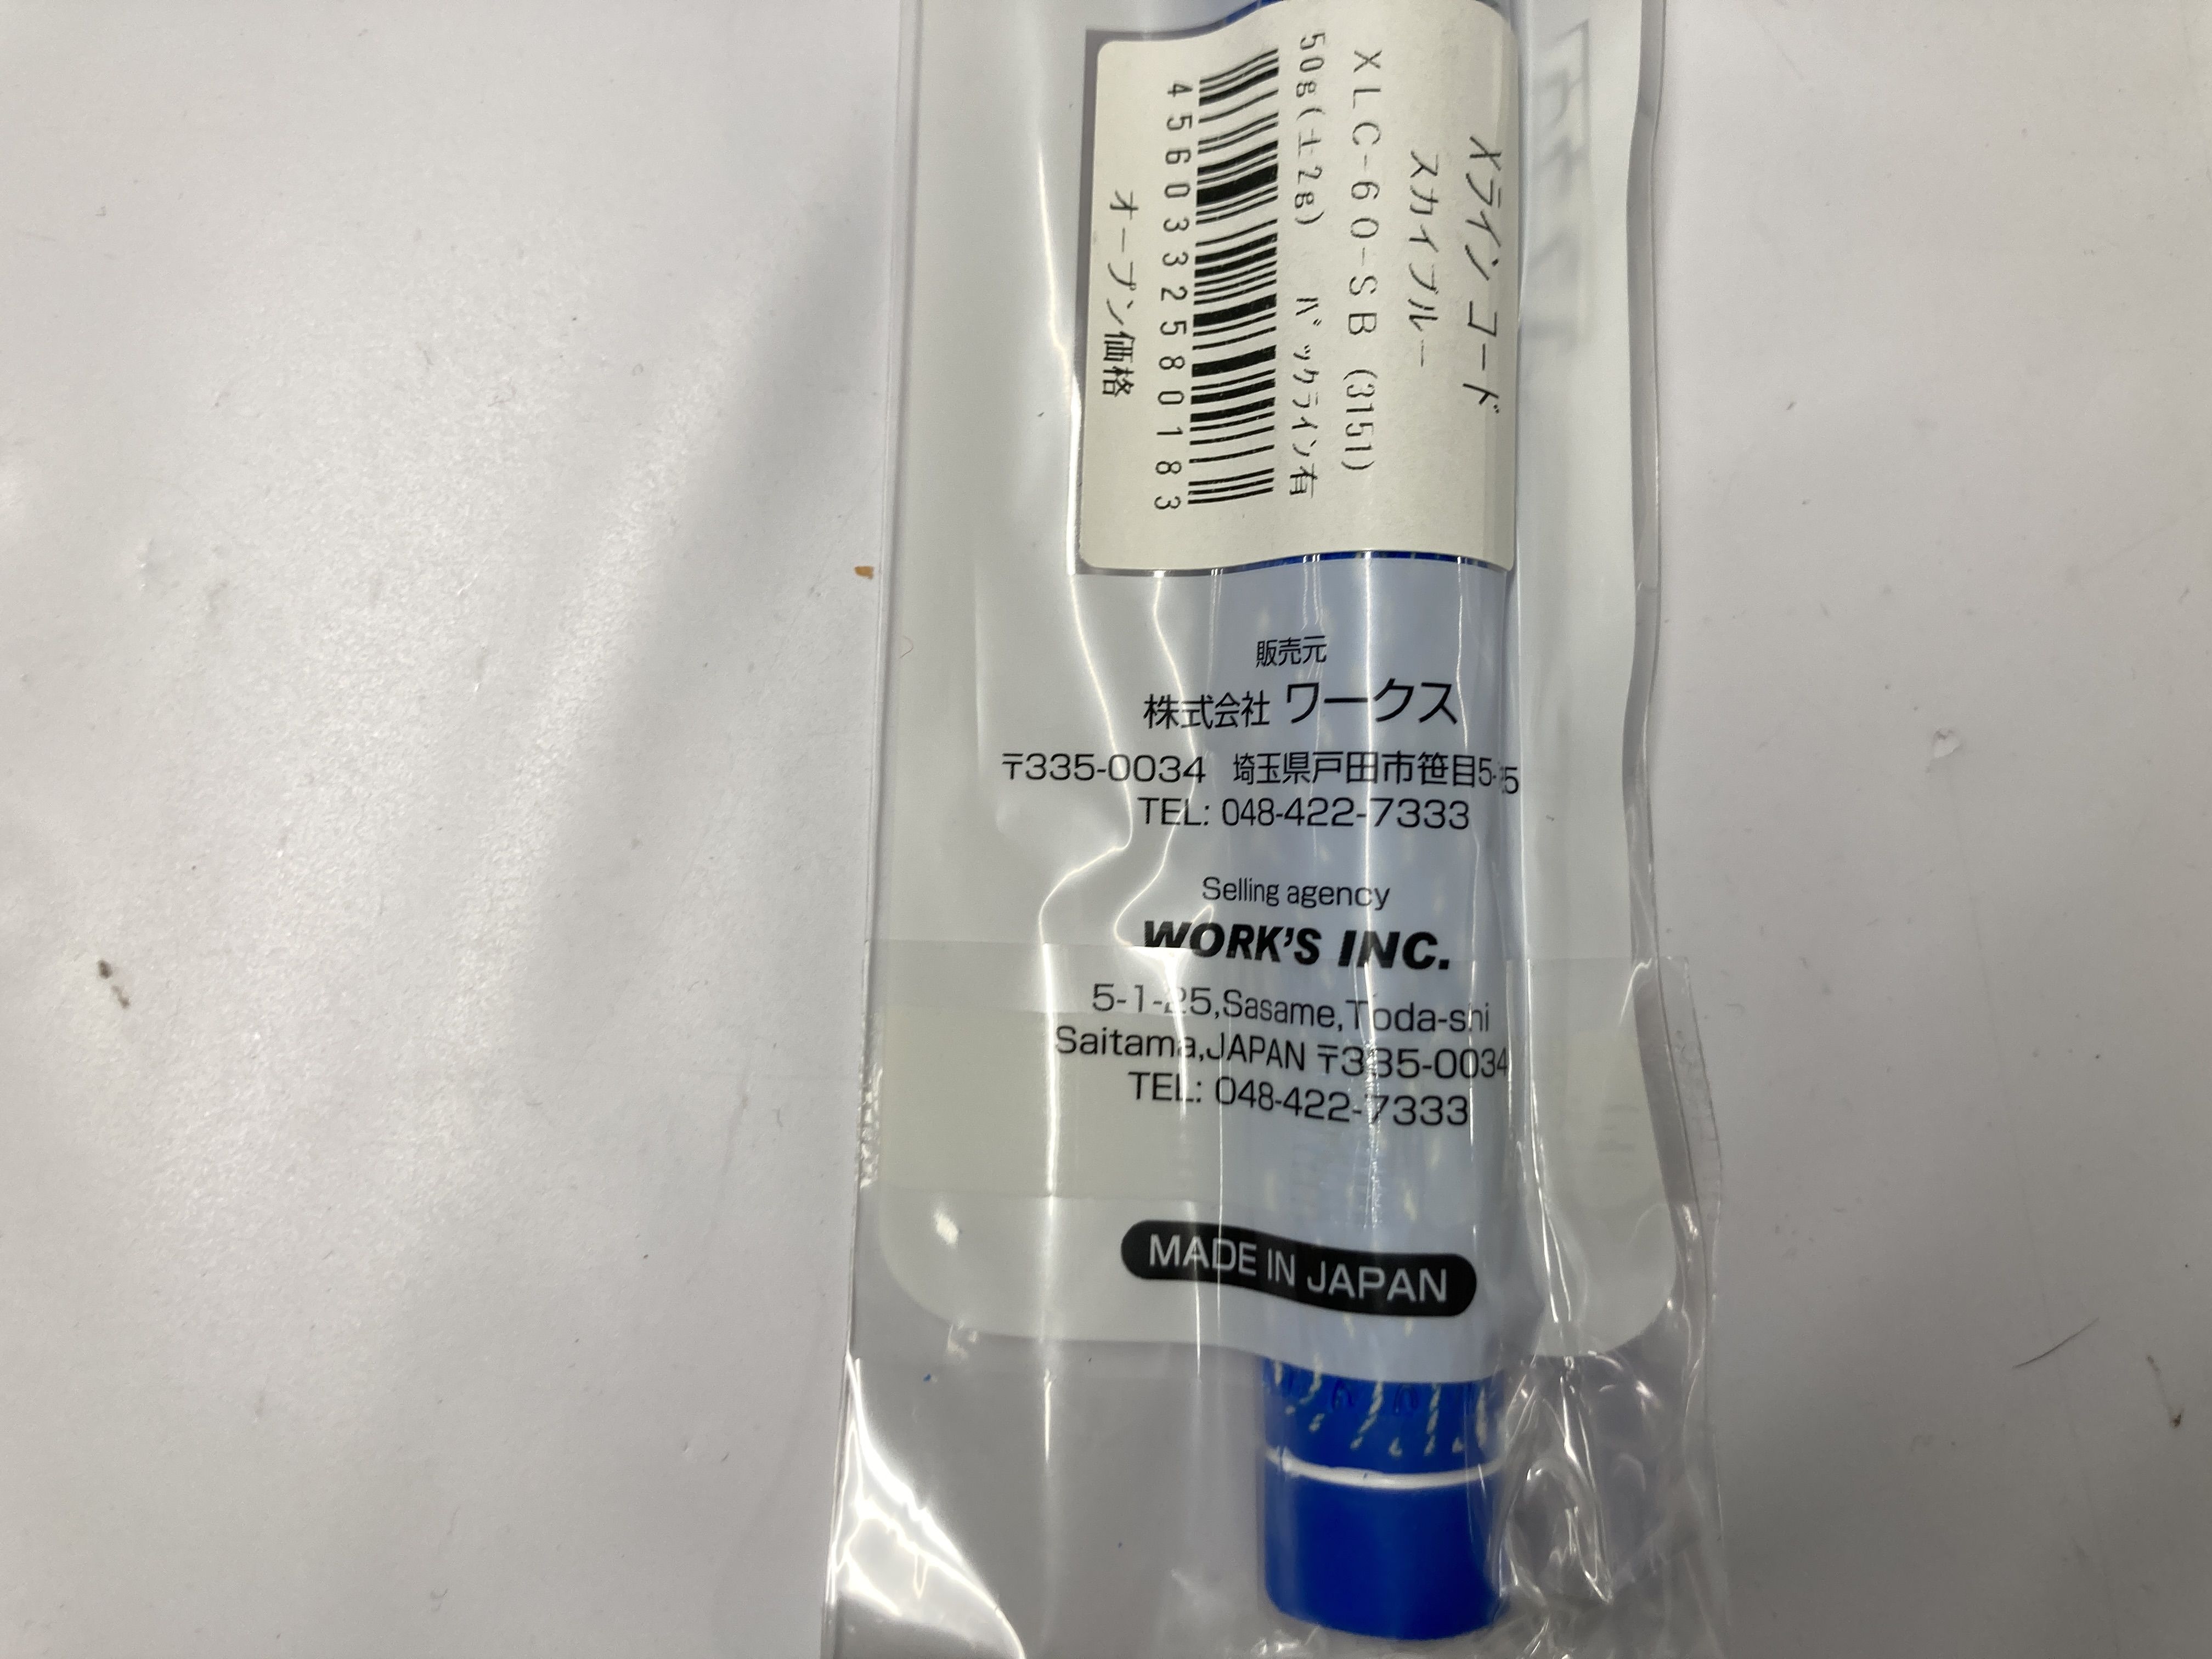 Xライン コード
スカイブルー
XLC-60-SB (3151)
50g(±2g) バックライン有
4560332580183
オープン価格
販売元
株式会社 ワークス
〒335-0034 埼玉県戸田市笹目5-
TEL: 048-422-7333
Selling agency
WORK'S INC.
5-1-25,Sasame,Toda-shi
Saitama,JAPAN 〒335-0034
TEL: 048-422-7333
MADE IN JAPAN